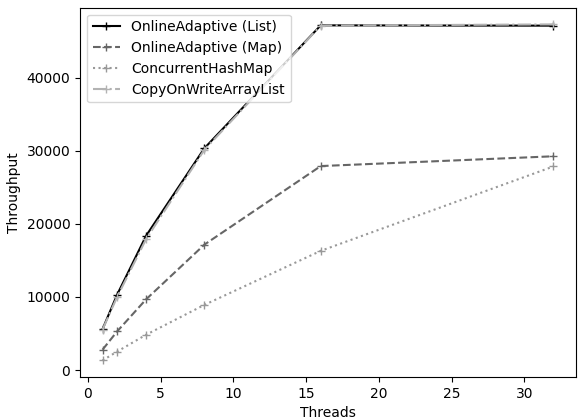 OnlineAdaptive (List)
OnlineAdaptive (Map)
ConcurrentHashMap
CopyOnWriteArrayList
Throughput
40000
30000
20000
10000
0
0 5 10 15 20 25 30
Threads